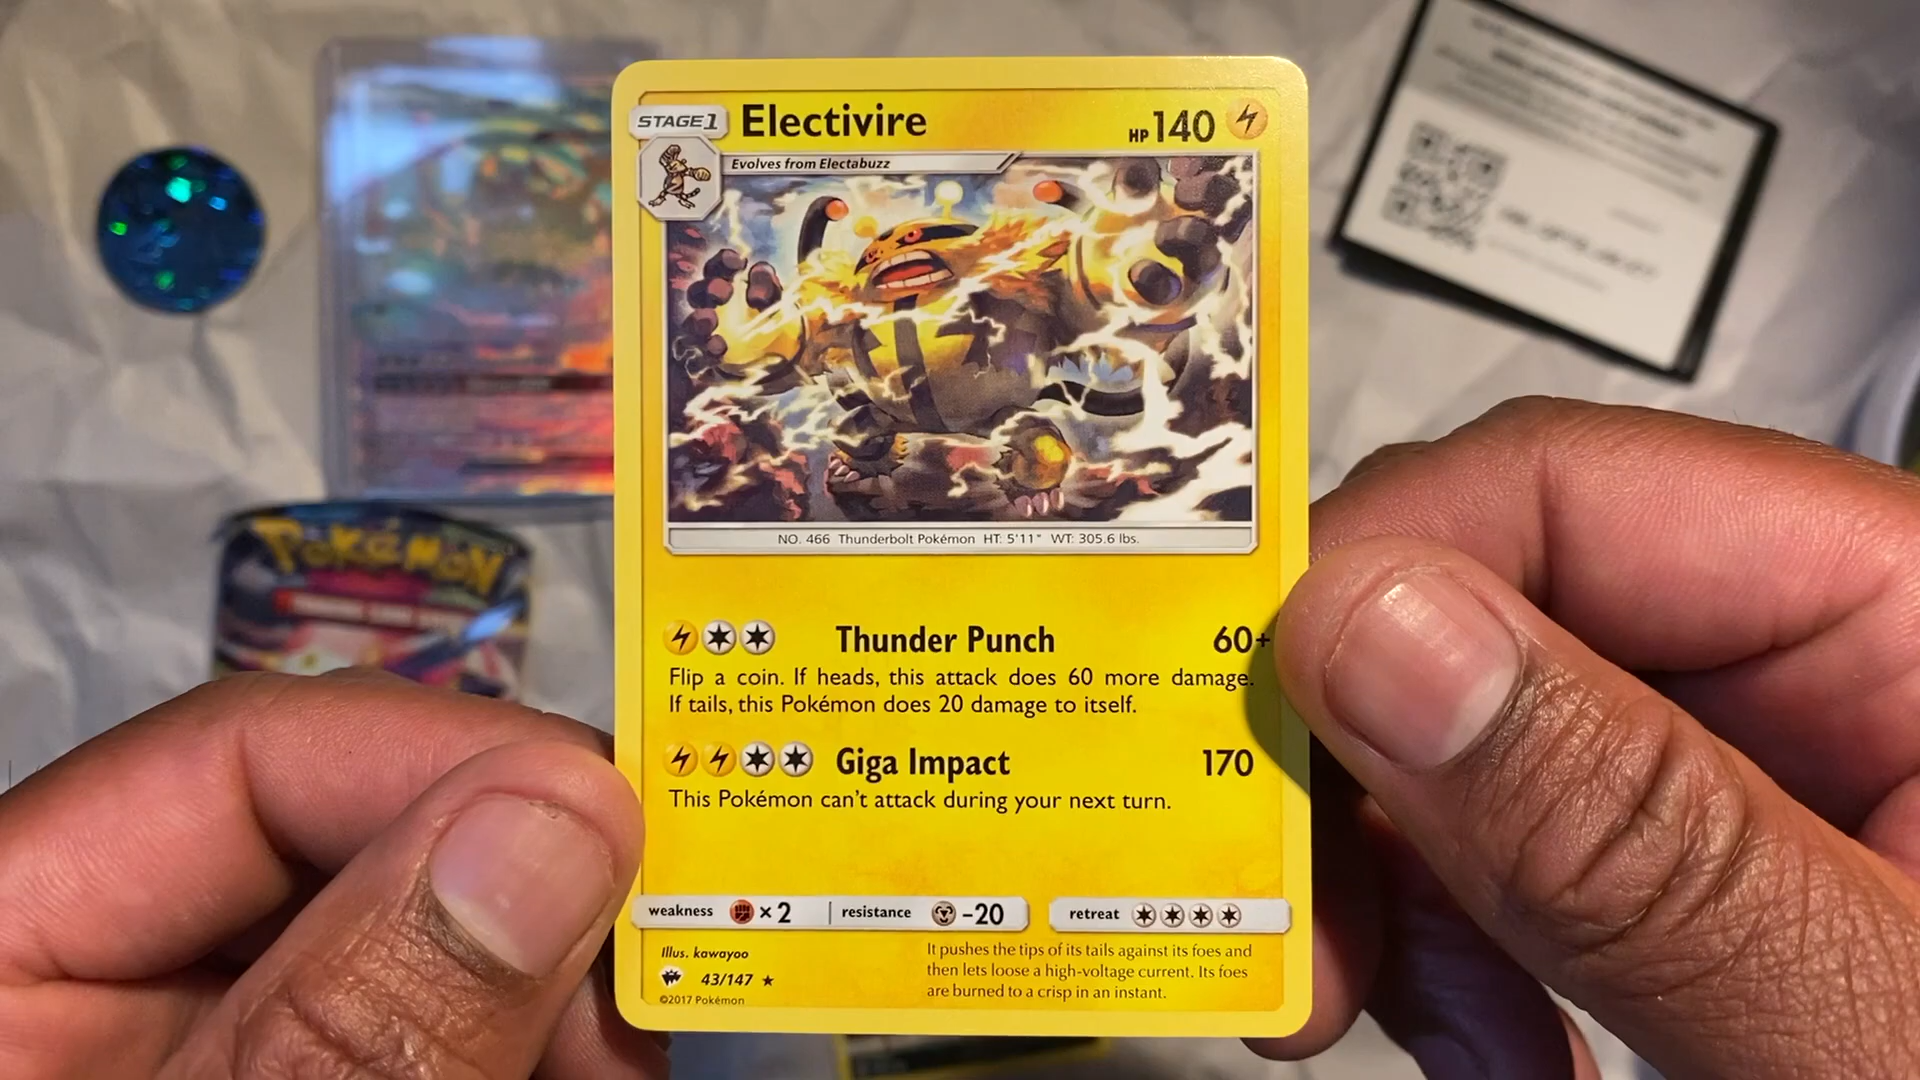 STAGE1
Electivire
HP 140
Evolves from Electabuzz
NO. 466 Thunderbolt Pokémon HT: 5'11" WT: 305.6 lbs.
Thunder Punch 60+
Flip a coin. If heads, this attack does 60 more damage.
If tails, this Pokémon does 20 damage to itself.
Giga Impact 170
This Pokémon can't attack during your next turn.
weakness ×2 resistance -20 retreat
Illus. kawayoo
43/147
©2017 Pokémon
It pushes the tips of its tails against its foes and
then lets loose a high-voltage current. Its foes
are burned to a crisp in an instant.
POKéMON